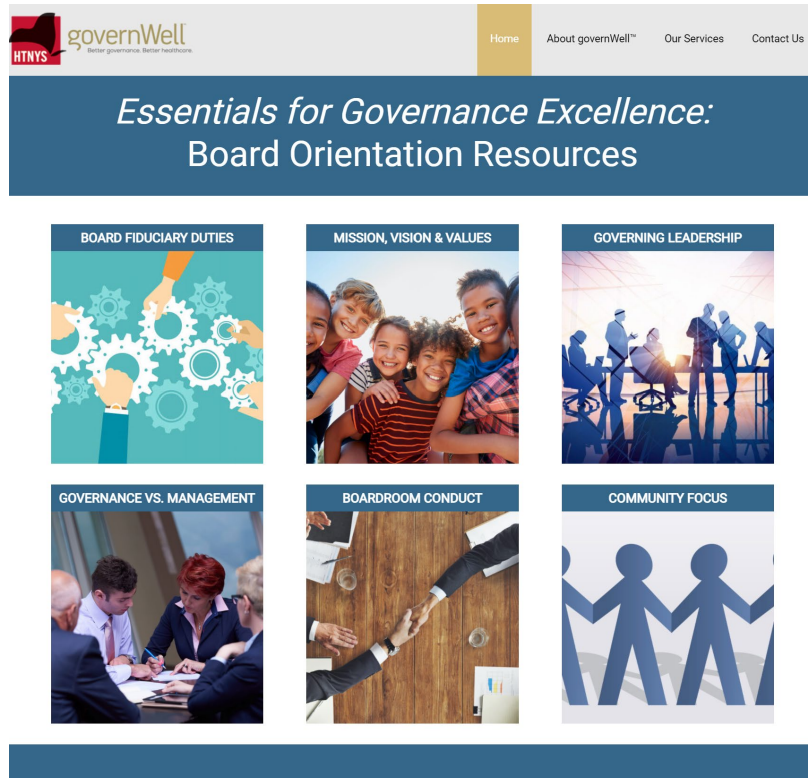 HTNYS
governWell™
Better governance. Better healthcare.
Home
About governWell™
Our Services
Contact Us
Essentials for Governance Excellence:
Board Orientation Resources
BOARD FIDUCIARY DUTIES
MISSION, VISION & VALUES
GOVERNING LEADERSHIP
GOVERNANCE VS. MANAGEMENT
BOARDROOM CONDUCT
COMMUNITY FOCUS